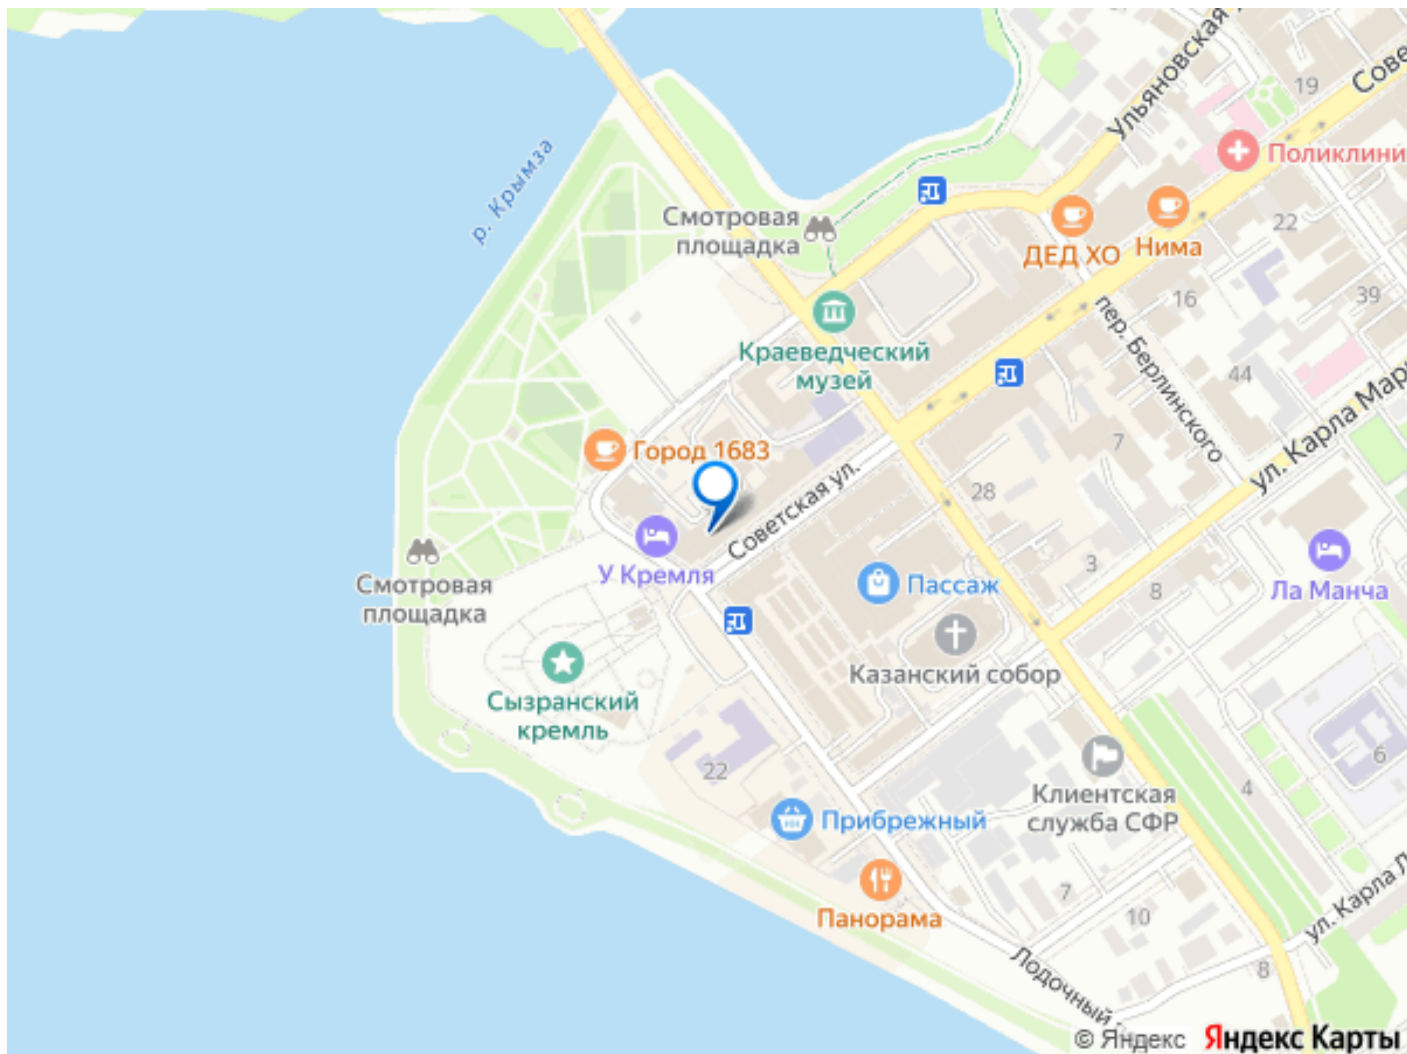 Ульяновская
Сове
19
Поликлини
р. Крымза
Смотровая
площадка
22
ДЕД ХО
Нима
16
39
пер. Берлинского
Краеведческий
музей
44
ул. Карла Мар
7
Город 1683
28
Советская ул.
У Кремля
Пассаж
3
8
Ла Манча
Смотровая
площадка
Казанский собор
Сызранский
кремль
22
6
4
Клиентская
служба СФР
Прибрежный
7
Панорама
10
ул. Карла Л
Лодочный
8
© Яндекс Яндекс Карты